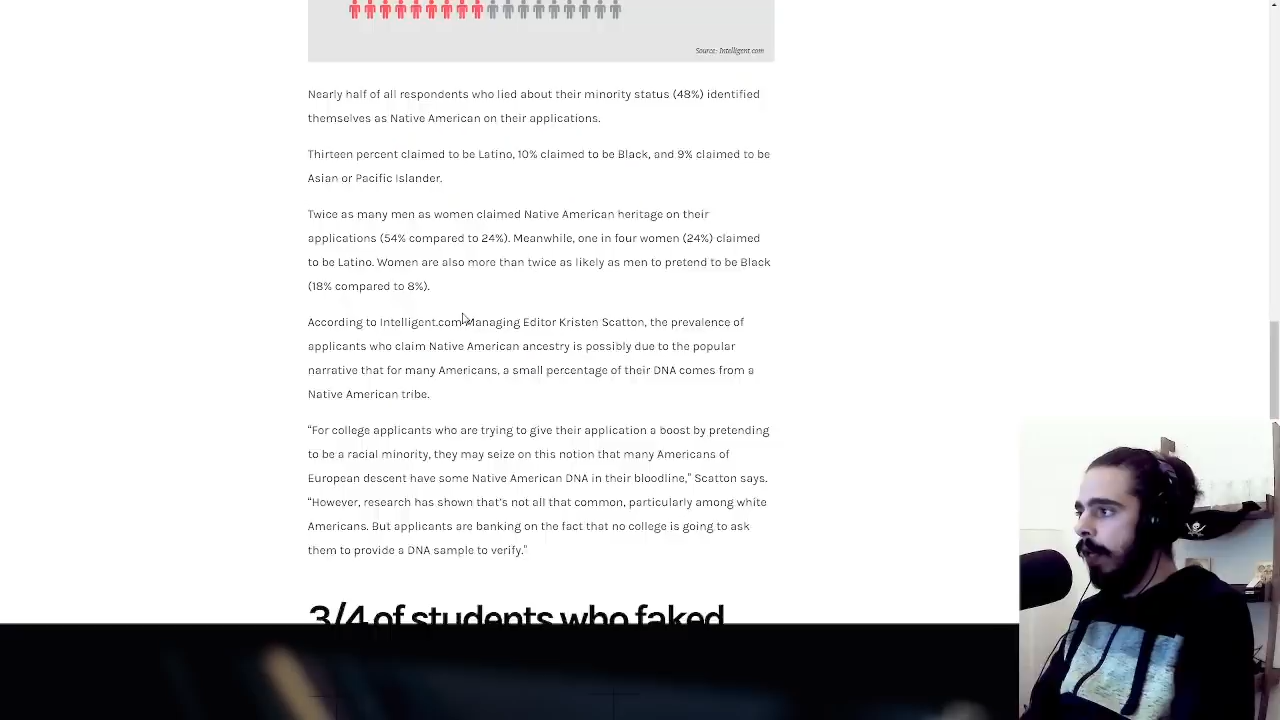 Source: Intelligent.com
Nearly half of all respondents who lied about their minority status (48%) identified
themselves as Native American on their applications.
Thirteen percent claimed to be Latino, 10% claimed to be Black, and 9% claimed to be
Asian or Pacific Islander.
Twice as many men as women claimed Native American heritage on their
applications (54% compared to 24%). Meanwhile, one in four women (24%) claimed
to be Latino. Women are also more than twice as likely as men to pretend to be Black
(18% compared to 8%).
According to Intelligent.com Managing Editor Kristen Scatton, the prevalence of
applicants who claim Native American ancestry is possibly due to the popular
narrative that for many Americans, a small percentage of their DNA comes from a
Native American tribe.
“For college applicants who are trying to give their application a boost by pretending
to be a racial minority, they may seize on this notion that many Americans of
European descent have some Native American DNA in their bloodline,” Scatton says.
“However, research has shown that’s not all that common, particularly among white
Americans. But applicants are banking on the fact that no college is going to ask
them to provide a DNA sample to verify.”
3/4 of students who faked